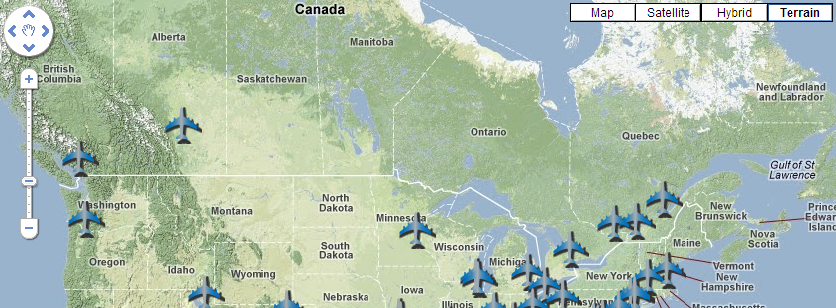 Canada
Map
Satellite
Hybrid
Terrain
Alberta
Manitoba
British
Columbia
Saskatchewan
Newfoundland
and Labrador
Ontario
Quebec
Gulf of St
Lawrence
Washington
Montana
North
Dakota
Minnesota
New
Brunswick
Prince
Edward
Island
Nova
Scotia
South
Dakota
Wisconsin
Michigan
Maine
Oregon
Idaho
Wyoming
New York
Vermont
New
Hampshire
Nebraska
Iowa
Illinois
Massachusetts